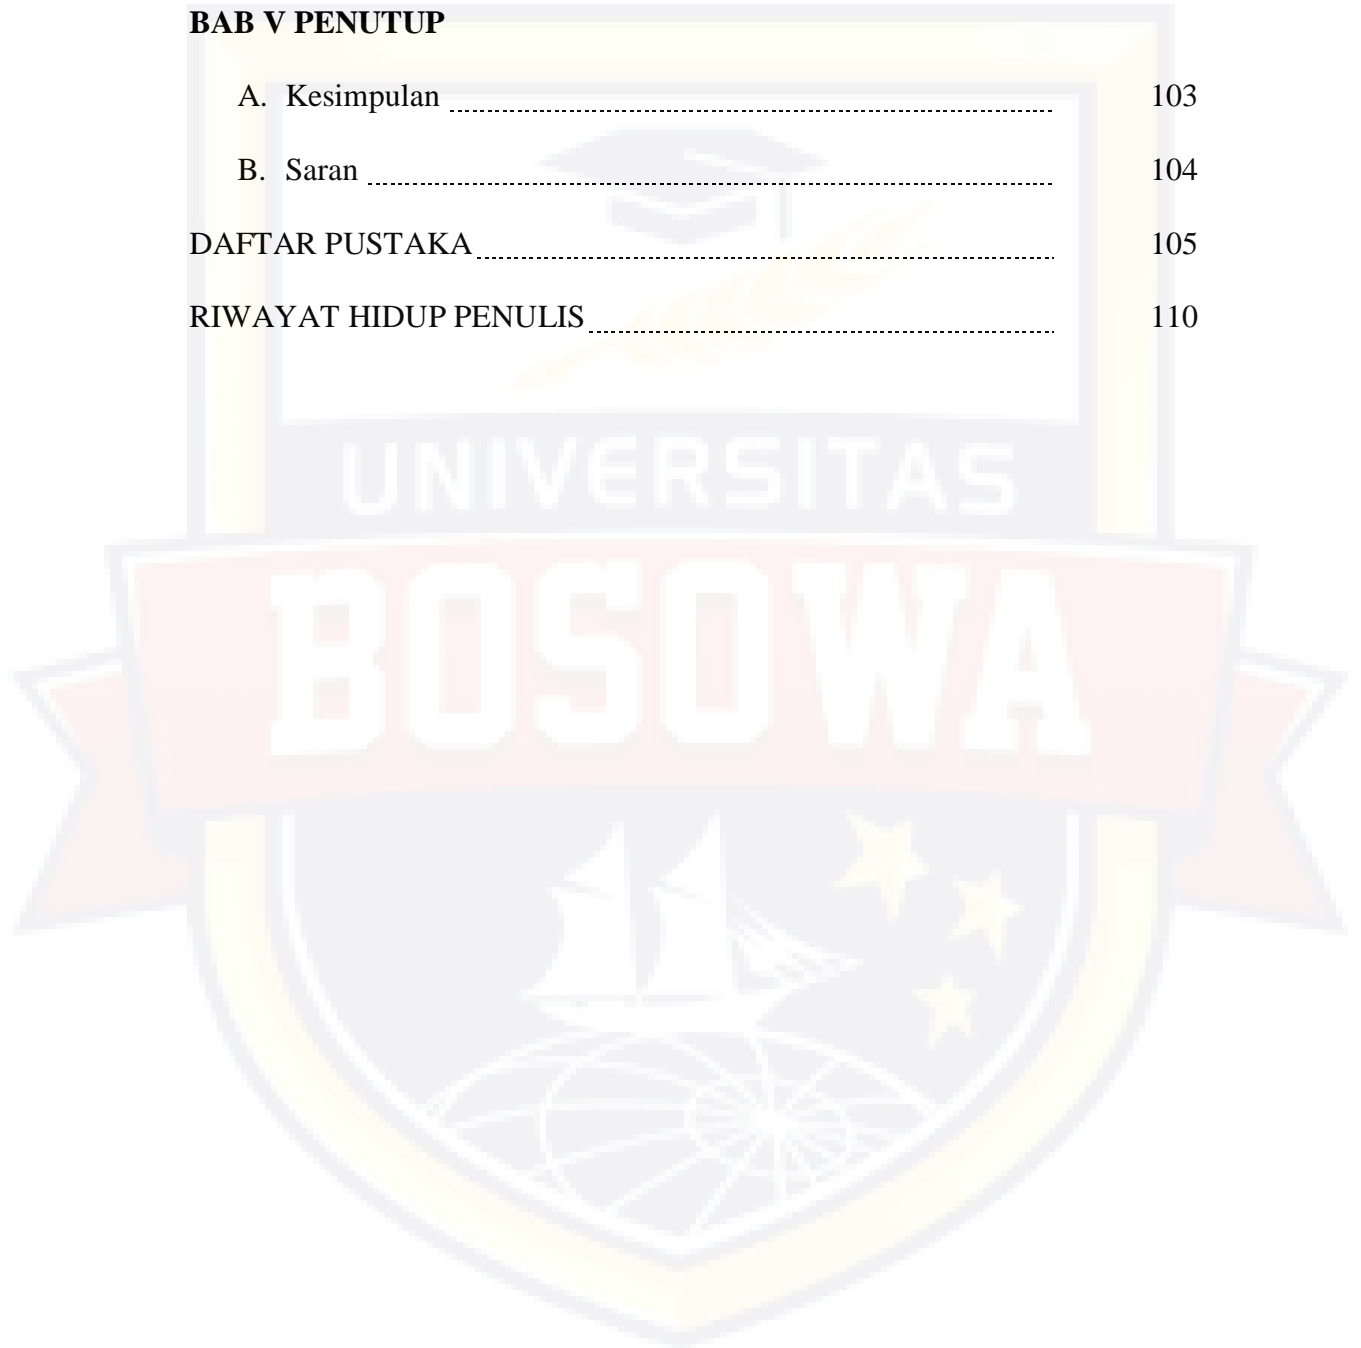 BAB V PENUTUP
A. Kesimpulan 103
B. Saran 104
DAFTAR PUSTAKA 105
RIWAYAT HIDUP PENULIS 110
UNIVERSITAS
BOSOWA